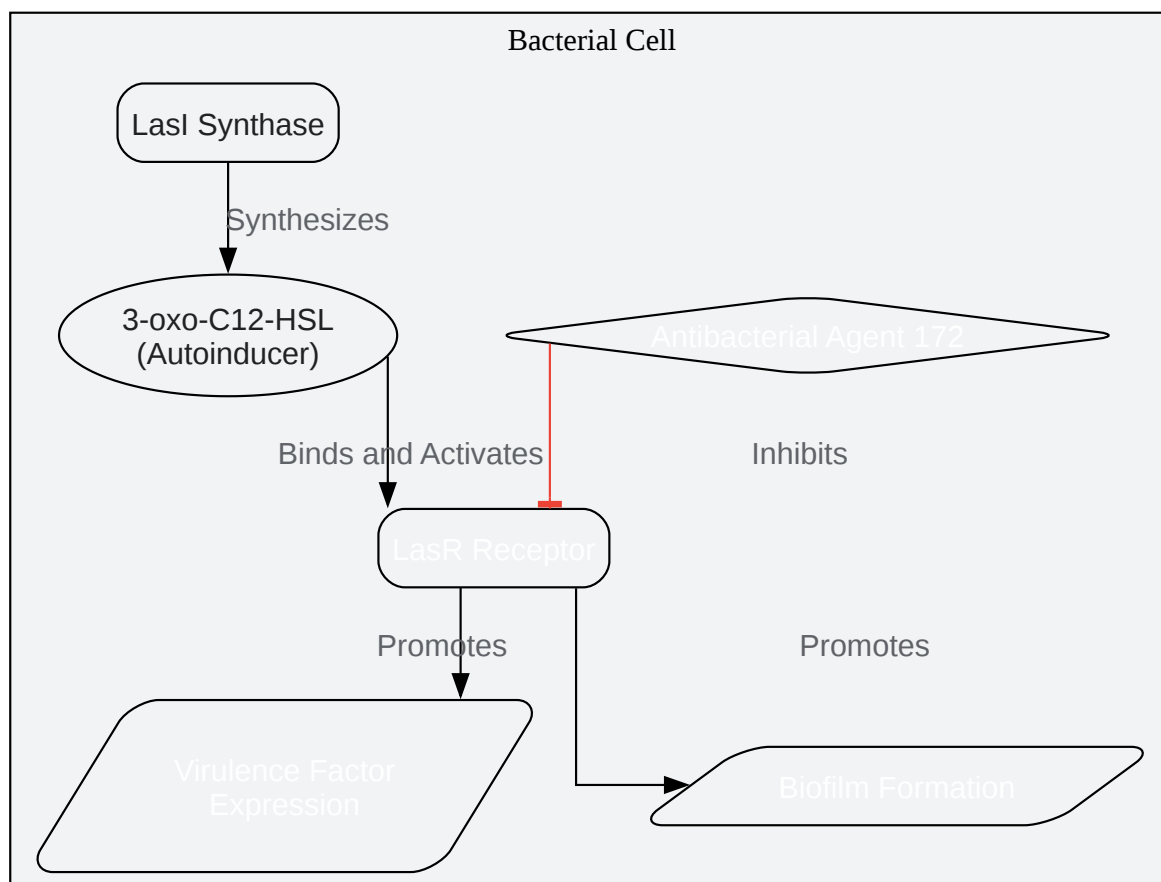 Bacterial Cell
LasI Synthase
Synthesizes
3-oxo-C12-HSL
(Autoinducer)
Antibacterial Agent 172
Binds and Activates
Inhibits
LasR Receptor
Promotes
Promotes
Virulence Factor
Expression
Biofilm Formation